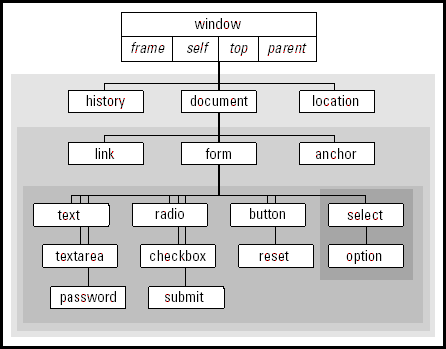 window
frame self top parent
history document location
link form anchor
text radio button select
textarea checkbox reset option
password submit